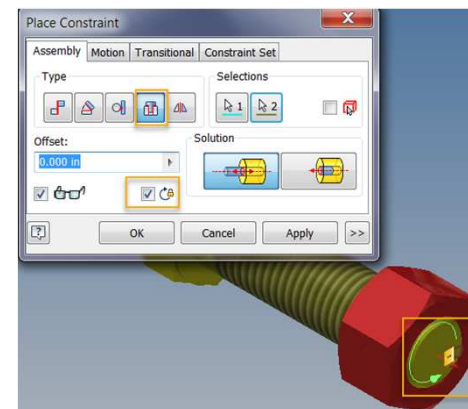 Place Constraint
Assembly Motion Transitional Constraint Set
Type
Selections
1 2
Offset:
Solution
0.000 in
OK Cancel Apply >>